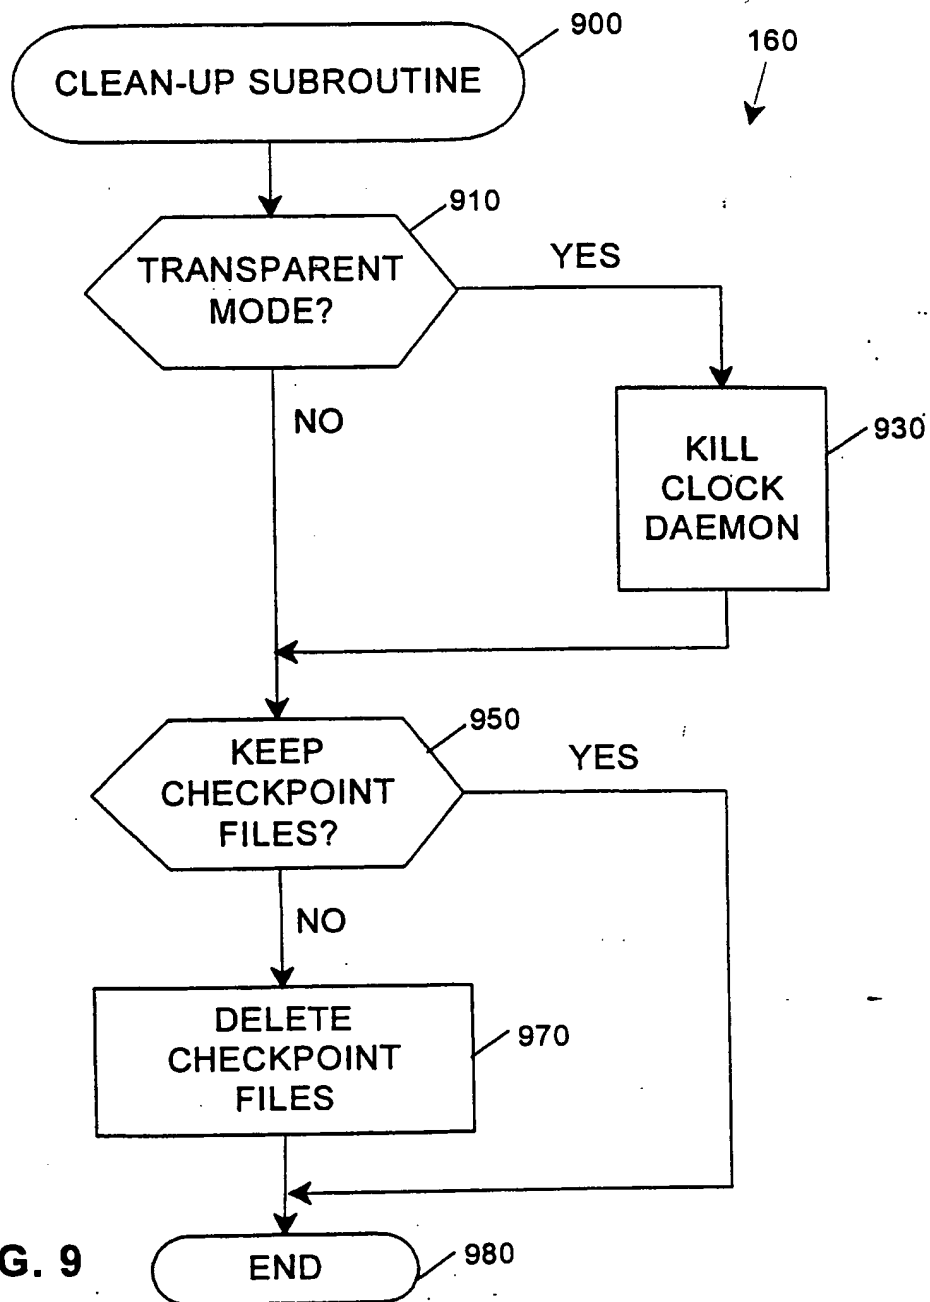 900
160
CLEAN-UP SUBROUTINE
910
TRANSPARENT
MODE?
YES
NO
930
KILL
CLOCK
DAEMON
950
KEEP
CHECKPOINT
FILES?
YES
NO
DELETE
CHECKPOINT
FILES
970
G. 9
END
980